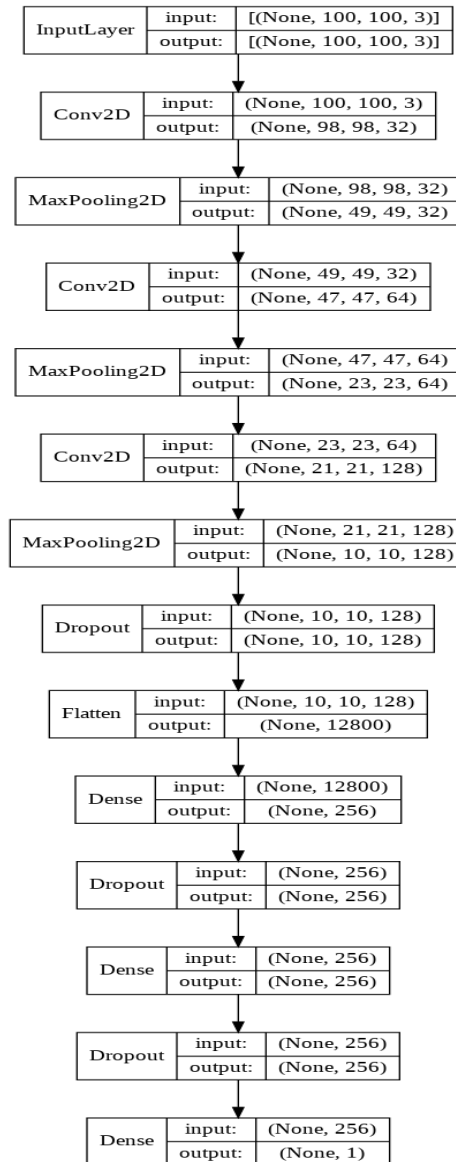 InputLayer input: [(None, 100, 100, 3)]
output: [(None, 100, 100, 3)]
Conv2D input: (None, 100, 100, 3)
output: (None, 98, 98, 32)
MaxPooling2D input: (None, 98, 98, 32)
output: (None, 49, 49, 32)
Conv2D input: (None, 49, 49, 32)
output: (None, 47, 47, 64)
MaxPooling2D input: (None, 47, 47, 64)
output: (None, 23, 23, 64)
Conv2D input: (None, 23, 23, 64)
output: (None, 21, 21, 128)
MaxPooling2D input: (None, 21, 21, 128)
output: (None, 10, 10, 128)
Dropout input: (None, 10, 10, 128)
output: (None, 10, 10, 128)
Flatten input: (None, 10, 10, 128)
output: (None, 12800)
Dense input: (None, 12800)
output: (None, 256)
Dropout input: (None, 256)
output: (None, 256)
Dense input: (None, 256)
output: (None, 256)
Dropout input: (None, 256)
output: (None, 256)
Dense input: (None, 256)
output: (None, 1)